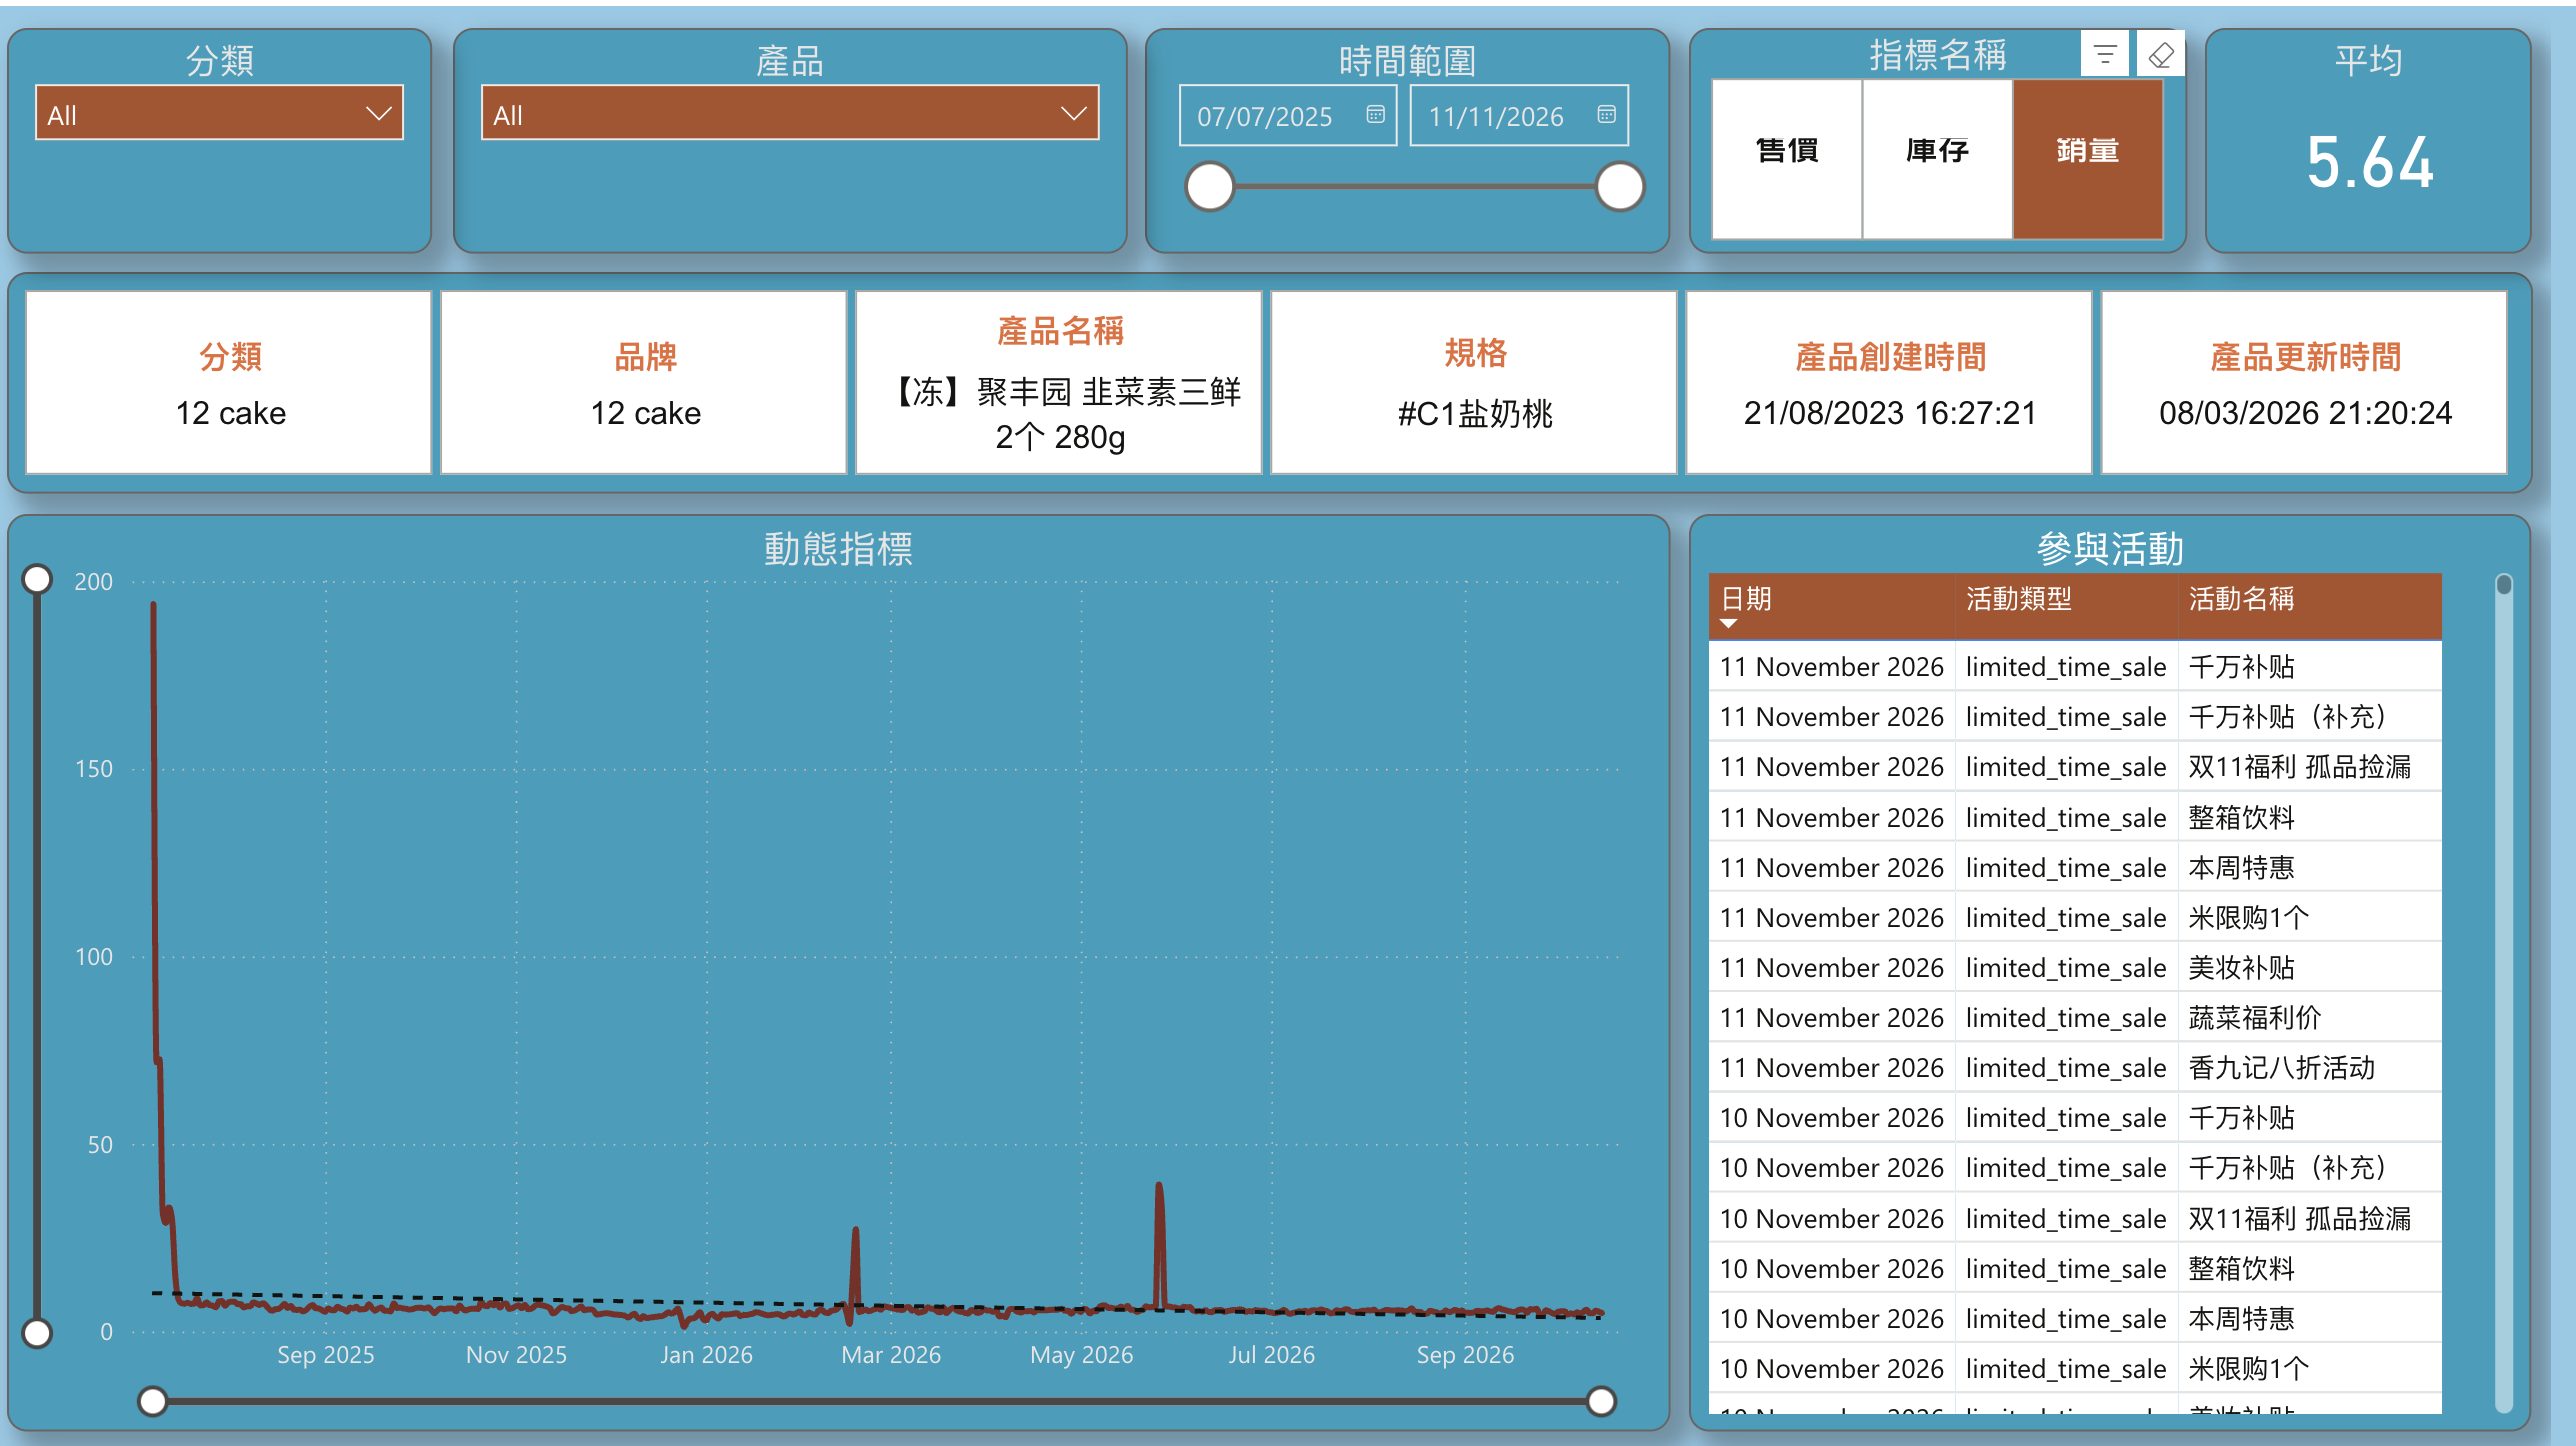 分類
All
產品
All
時間範圍
07/07/2025
11/11/2026
指標名稱
售價
庫存
銷量
平均
5.64
分類
12 cake
品牌
12 cake
產品名稱
【冻】聚丰园 韭菜素三鲜
2个 280g
規格
#C1盐奶桃
產品創建時間
21/08/2023 16:27:21
產品更新時間
08/03/2026 21:20:24
動態指標
200
150
100
50
0
Sep 2025
Nov 2025
Jan 2026
Mar 2026
May 2026
Jul 2026
Sep 2026
參與活動
日期 活動類型 活動名稱
11 November 2026 limited_time_sale 千万补贴
11 November 2026 limited_time_sale 千万补贴（补充）
11 November 2026 limited_time_sale 双11福利 孤品捡漏
11 November 2026 limited_time_sale 整箱饮料
11 November 2026 limited_time_sale 本周特惠
11 November 2026 limited_time_sale 米限购1个
11 November 2026 limited_time_sale 美妆补贴
11 November 2026 limited_time_sale 蔬菜福利价
11 November 2026 limited_time_sale 香九记八折活动
10 November 2026 limited_time_sale 千万补贴
10 November 2026 limited_time_sale 千万补贴（补充）
10 November 2026 limited_time_sale 双11福利 孤品捡漏
10 November 2026 limited_time_sale 整箱饮料
10 November 2026 limited_time_sale 本周特惠
10 November 2026 limited_time_sale 米限购1个
10 November 2026 limited_time_sale 美妆补贴